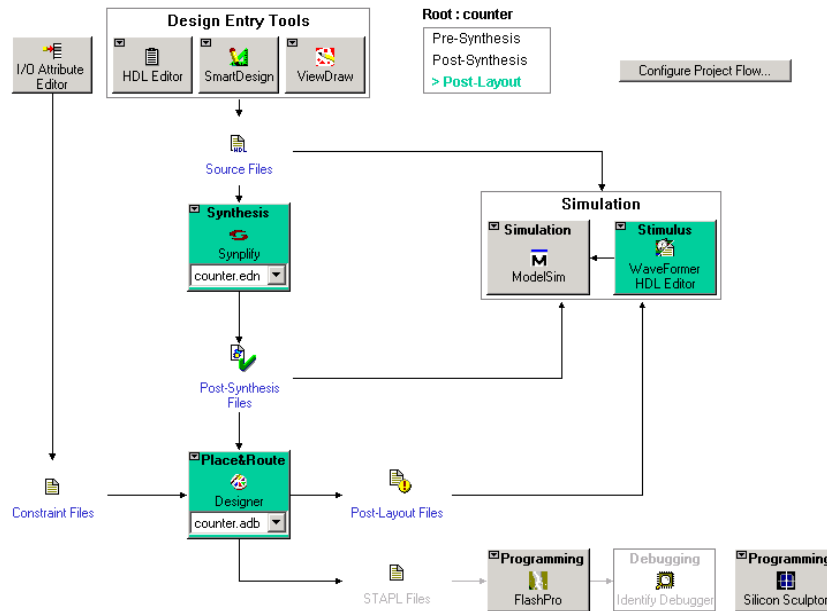 Design Entry Tools
Root : counter
Pre-Synthesis
Post-Synthesis
> Post-Layout
I/O Attribute
Editor
HDL Editor
SmartDesign
ViewDraw
Configure Project Flow...
HDL
Source Files
Simulation
Synthesis
Synplify
counter.edn
Simulation
ModelSim
Stimulus
WaveFormer
HDL Editor
Post-Synthesis
Files
Place&Route
Designer
counter.adb
Constraint Files
Post-Layout Files
STAPL Files
Programming
FlashPro
Debugging
Identify Debugger
Programming
Silicon Sculptor